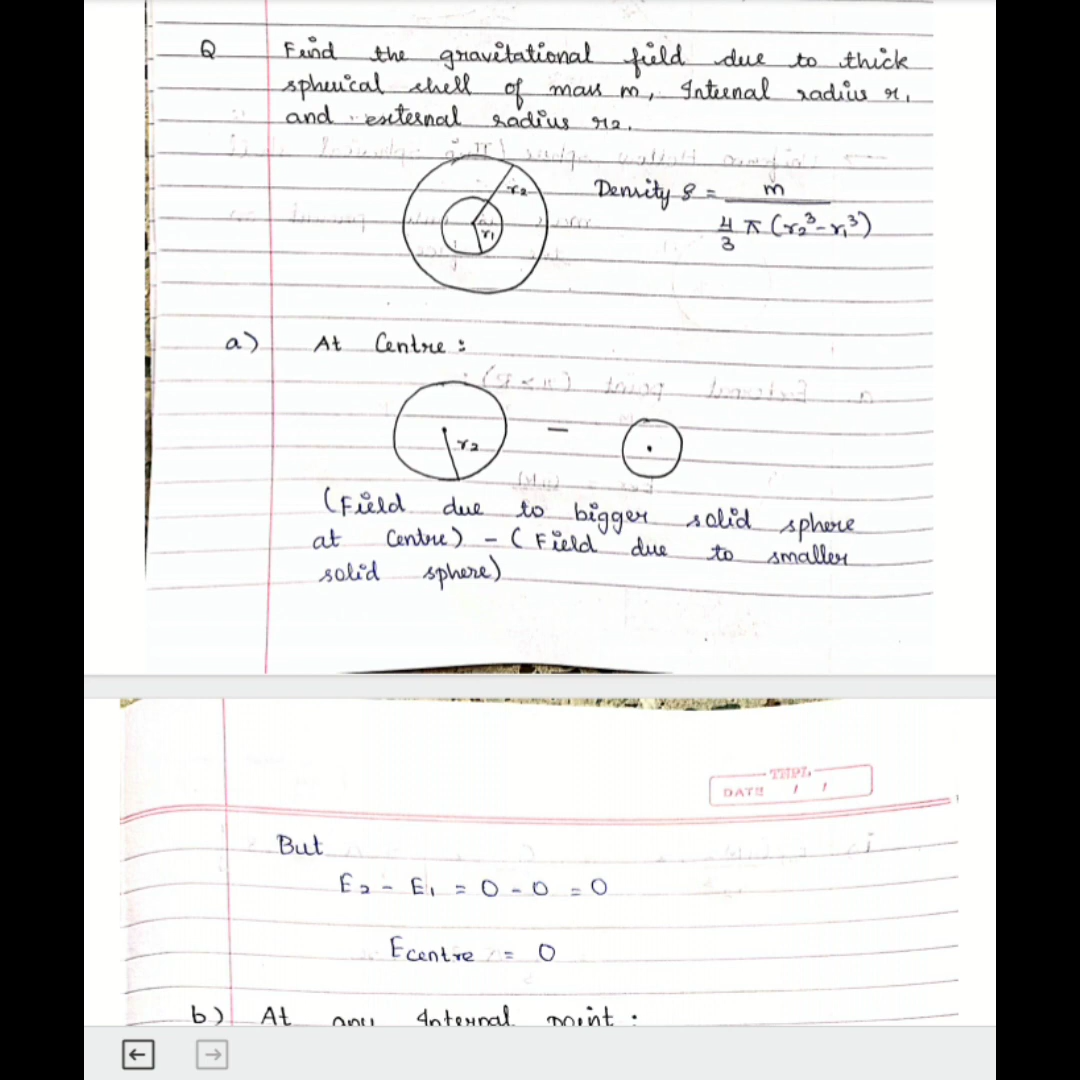 Q Find the gravitational field due to thick
spherical shell of mass m, Internal radius r₁
and external radius r₂.
r₂
r₁
Density ρ = m
4/3 π (r₂³-r₁³)
a) At Centre :
r₂
-
(Field due to bigger solid sphere
at Centre) - (Field due to smaller
solid sphere)
THPL
DATE / /
But
E₂ - E₁ = 0 - 0 = 0
Ecentre = 0
b) At any Internal point :